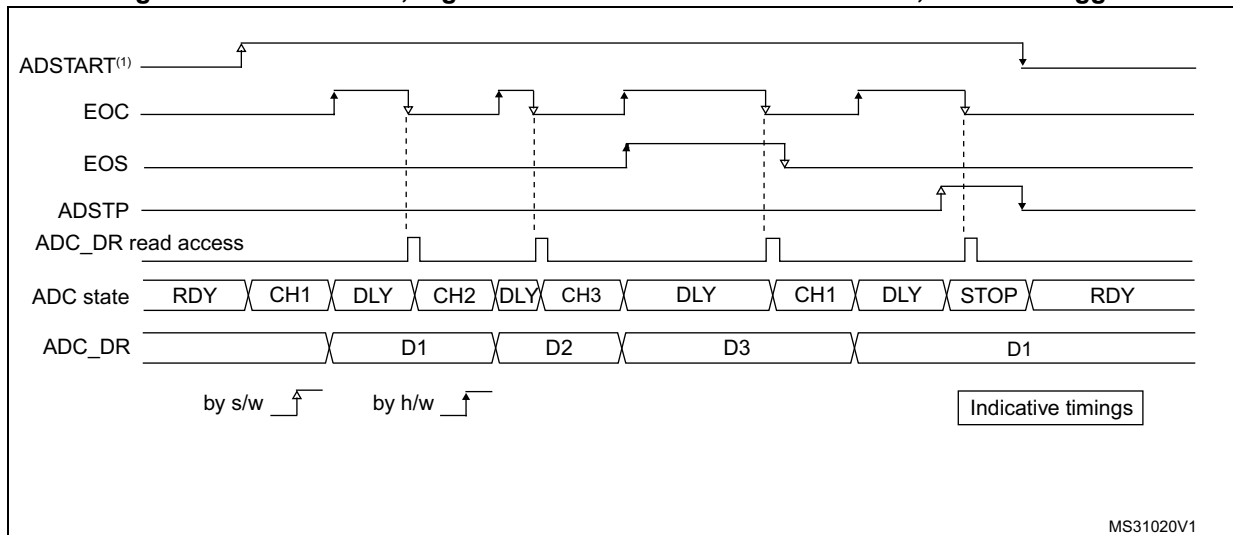 ADSTART(1)
EOC
EOS
ADSTP
ADC_DR read access
ADC state RDY CH1 DLY CH2 DLY CH3 DLY CH1 DLY STOP RDY
ADC_DR D1 D2 D3 D1
by s/w by h/w Indicative timings
MS31020V1